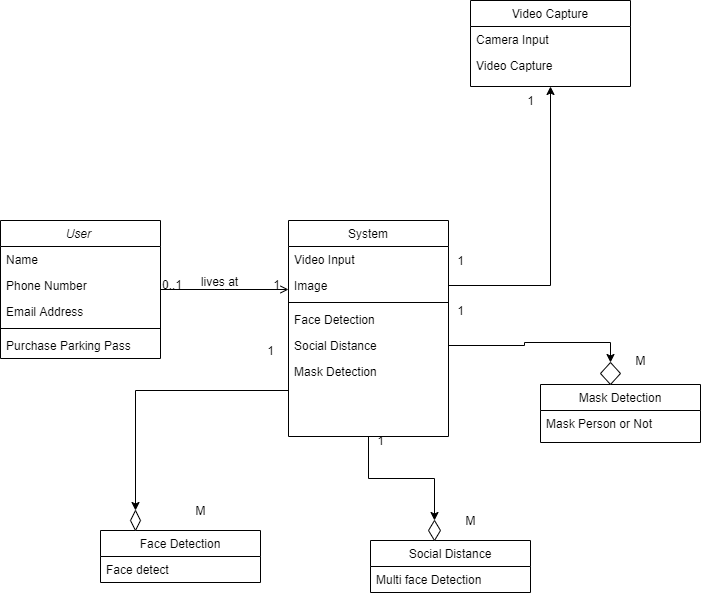 Video Capture
Camera Input
Video Capture
1
User
Name
Phone Number
Email Address
Purchase Parking Pass
0..1
lives at
1
System
Video Input
Image
Face Detection
Social Distance
Mask Detection
1
1
1
1
M
Mask Detection
Mask Person or Not
M
Face Detection
Face detect
M
Social Distance
Multi face Detection